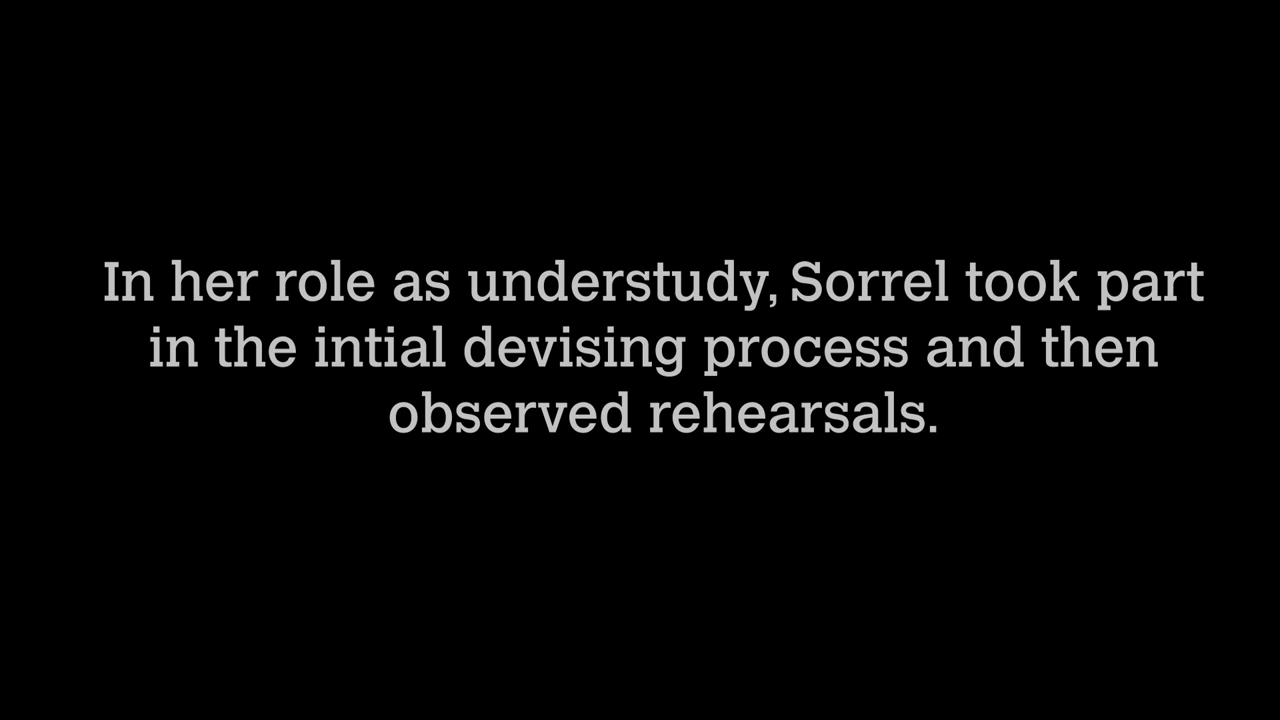 In her role as understudy, Sorrel took part
in the intial devising process and then
observed rehearsals.